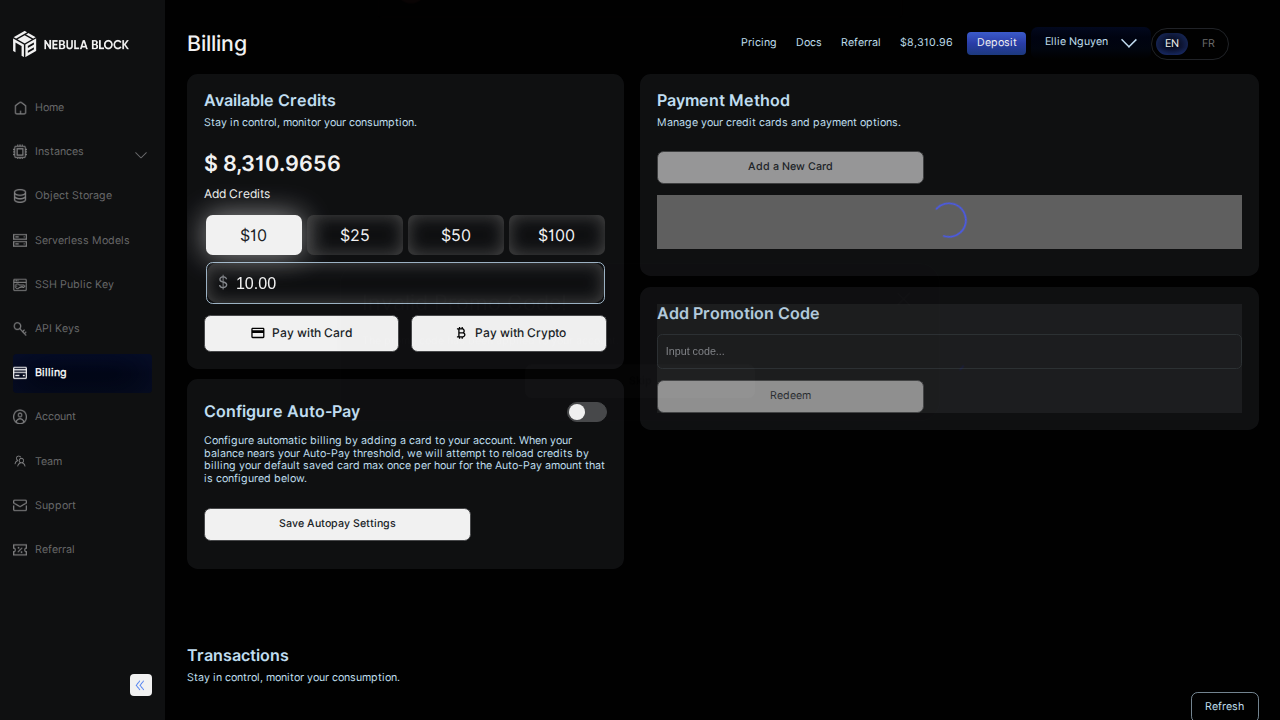 NEBULA BLOCK
Home
Instances
Object Storage
Serverless Models
SSH Public Key
API Keys
Billing
Account
Team
Support
Referral
Billing
Pricing
Docs
Referral
$8,310.96
Deposit
Ellie Nguyen
EN
FR
Available Credits
Stay in control, monitor your consumption.
$ 8,310.9656
Add Credits
$10
$25
$50
$100
$ 10.00
Pay with Card
Pay with Crypto
Configure Auto-Pay
Configure automatic billing by adding a card to your account. When your
balance nears your Auto-Pay threshold, we will attempt to reload credits by
billing your default saved card max once per hour for the Auto-Pay amount that
is configured below.
Save Autopay Settings
Payment Method
Manage your credit cards and payment options.
Add a New Card
Add Promotion Code
Input code...
Redeem
Transactions
Stay in control, monitor your consumption.
Refresh